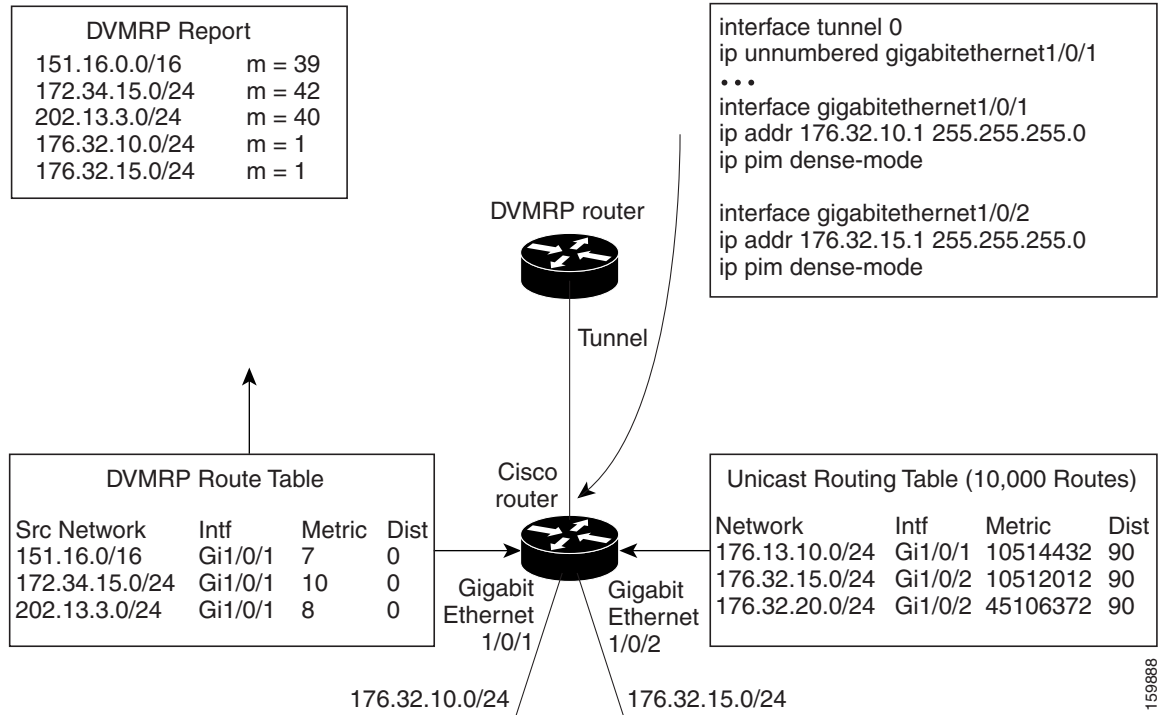 DVMRP Report
151.16.0.0/16 m = 39
172.34.15.0/24 m = 42
202.13.3.0/24 m = 40
176.32.10.0/24 m = 1
176.32.15.0/24 m = 1
interface tunnel 0
ip unnumbered gigabitethernet1/0/1
• • •
interface gigabitethernet1/0/1
ip addr 176.32.10.1 255.255.255.0
ip pim dense-mode
interface gigabitethernet1/0/2
ip addr 176.32.15.1 255.255.255.0
ip pim dense-mode
DVMRP router
Tunnel
Cisco
router
DVMRP Route Table
Src Network Intf Metric Dist
151.16.0/16 Gi1/0/1 7 0
172.34.15.0/24 Gi1/0/1 10 0
202.13.3.0/24 Gi1/0/1 8 0
Unicast Routing Table (10,000 Routes)
Network Intf Metric Dist
176.13.10.0/24 Gi1/0/1 10514432 90
176.32.15.0/24 Gi1/0/2 10512012 90
176.32.20.0/24 Gi1/0/2 45106372 90
Gigabit
Ethernet
1/0/1
Gigabit
Ethernet
1/0/2
176.32.10.0/24
176.32.15.0/24
159888